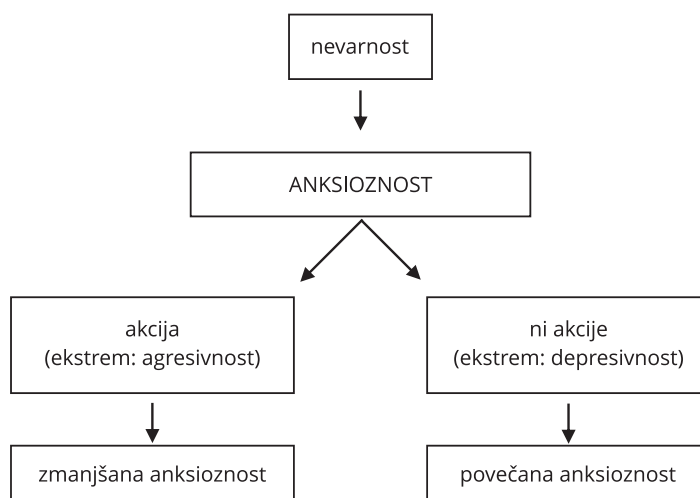 nevarnost
ANKSIOZNOST
akcija
(ekstrem: agresivnost)
ni akcije
(ekstrem: depresivnost)
zmanjšana anksioznost
povečana anksioznost